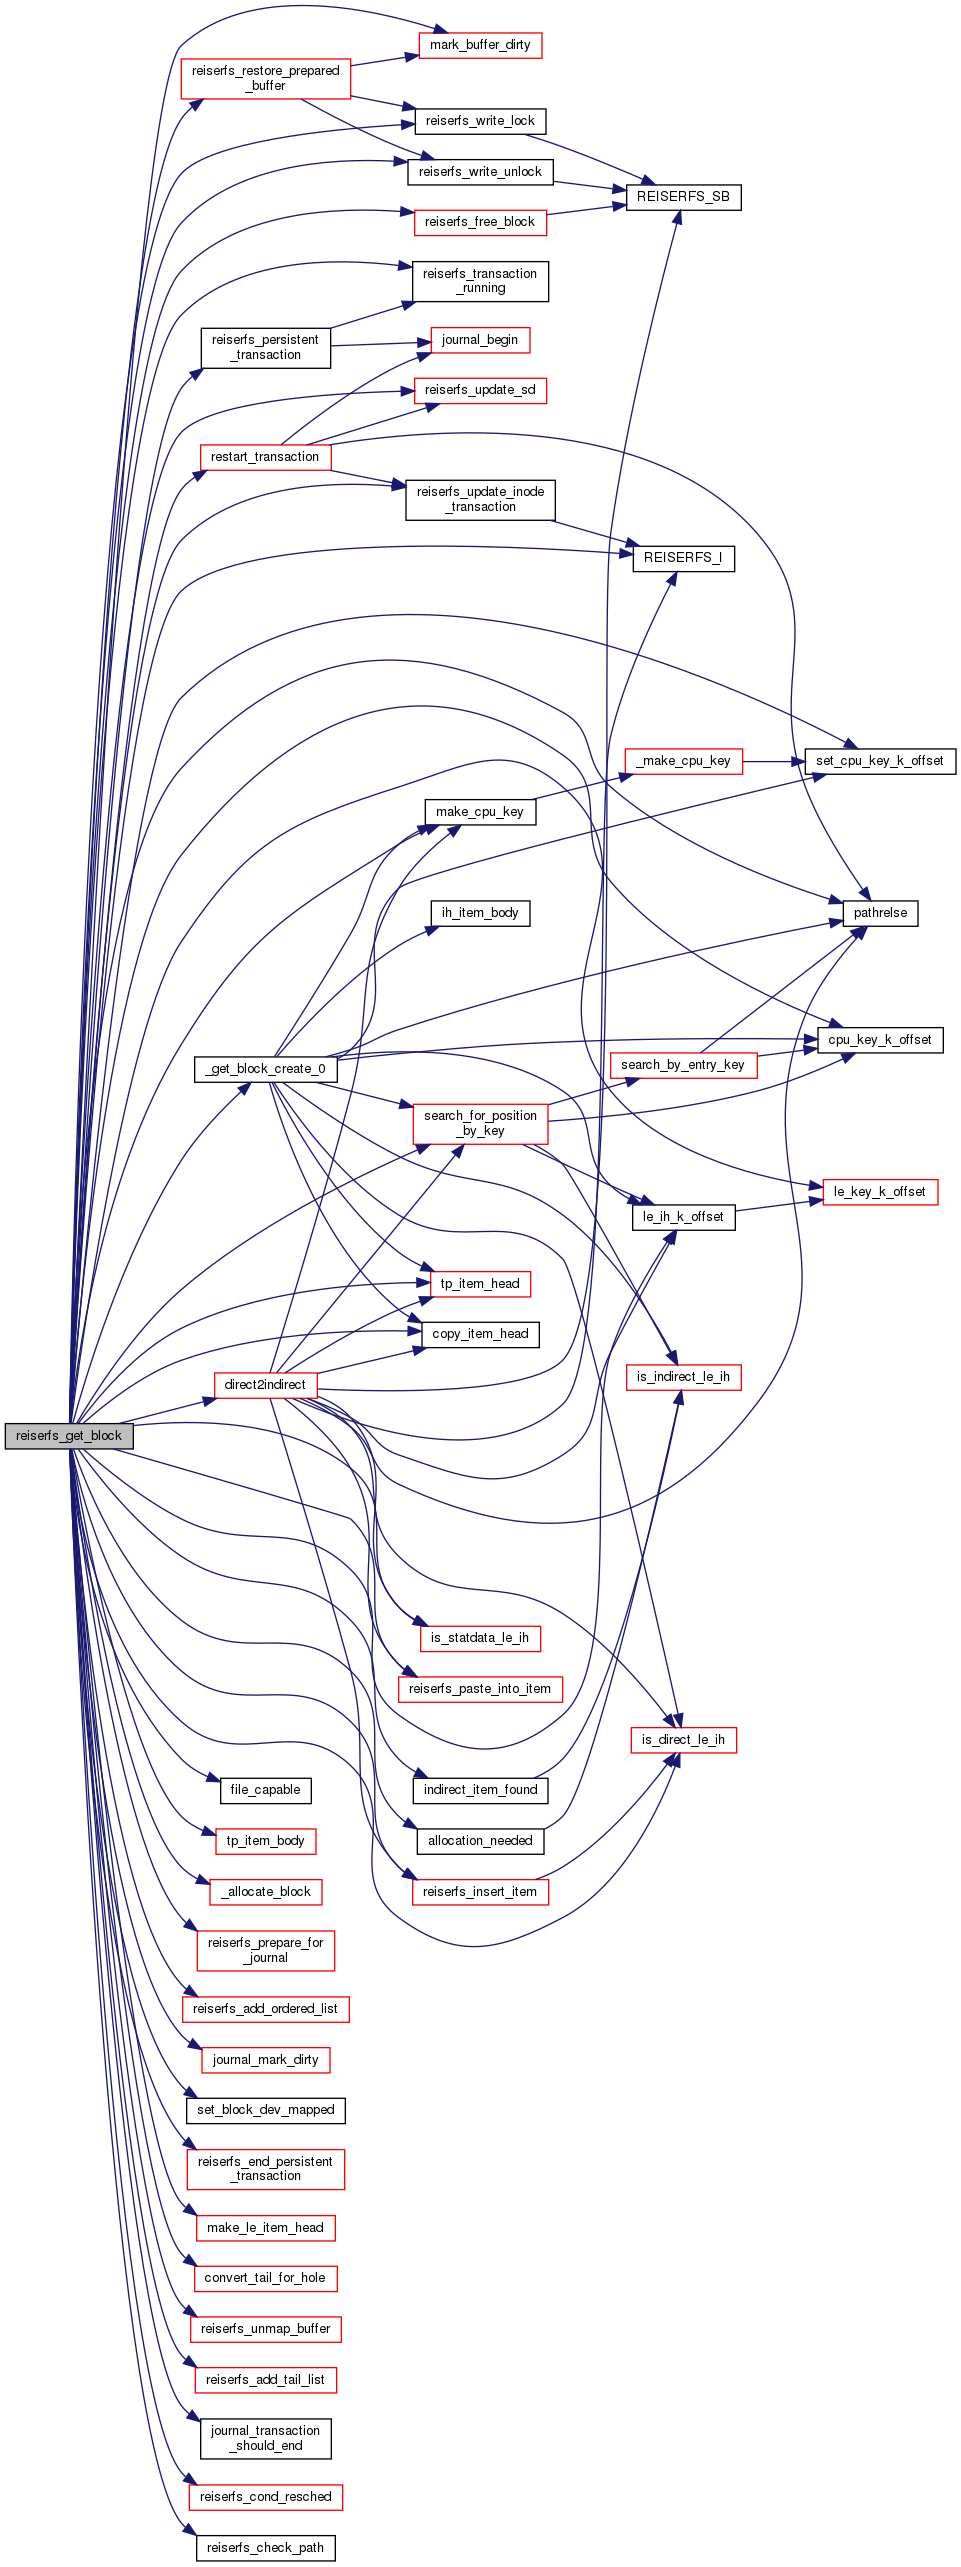 mark_buffer_dirty
reiserfs_restore_prepared
_buffer
reiserfs_write_lock
reiserfs_write_unlock
REISERFS_SB
reiserfs_free_block
reiserfs_transaction
_running
reiserfs_persistent
_transaction
journal_begin
reiserfs_update_sd
restart_transaction
reiserfs_update_inode
_transaction
REISERFS_I
_make_cpu_key
set_cpu_key_k_offset
make_cpu_key
ih_item_body
pathrelse
cpu_key_k_offset
_get_block_create_0
search_by_entry_key
search_for_position
_by_key
le_key_k_offset
le_ih_k_offset
tp_item_head
copy_item_head
is_indirect_le_ih
direct2indirect
reiserfs_get_block
is_statdata_le_ih
reiserfs_paste_into_item
is_direct_le_ih
file_capable
indirect_item_found
tp_item_body
allocation_needed
_allocate_block
reiserfs_insert_item
reiserfs_prepare_for
_journal
reiserfs_add_ordered_list
journal_mark_dirty
set_block_dev_mapped
reiserfs_end_persistent
_transaction
make_le_item_head
convert_tail_for_hole
reiserfs_unmap_buffer
reiserfs_add_tail_list
journal_transaction
_should_end
reiserfs_cond_resched
reiserfs_check_path